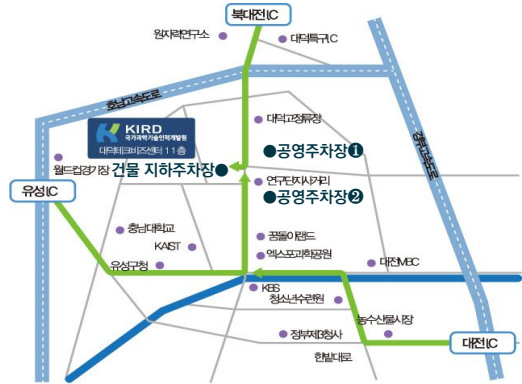 북대전IC
원자력연구소
대덕특구IC
호남고속도로
경부고속도로
KIRD
국가과학기술인력개발원
대덕테크비즈센터 11층
대덕고정류장
공영주차장❶
월드컵경기장
건물 지하주차장
연구단지사거리
유성IC
공영주차장❷
충남대학교
꿈돌이랜드
KAIST
엑스포과학공원
유성구청
대전MBC
KBS
청소년수련원
농수산물시장
정부제3청사
대전IC
한밭대로